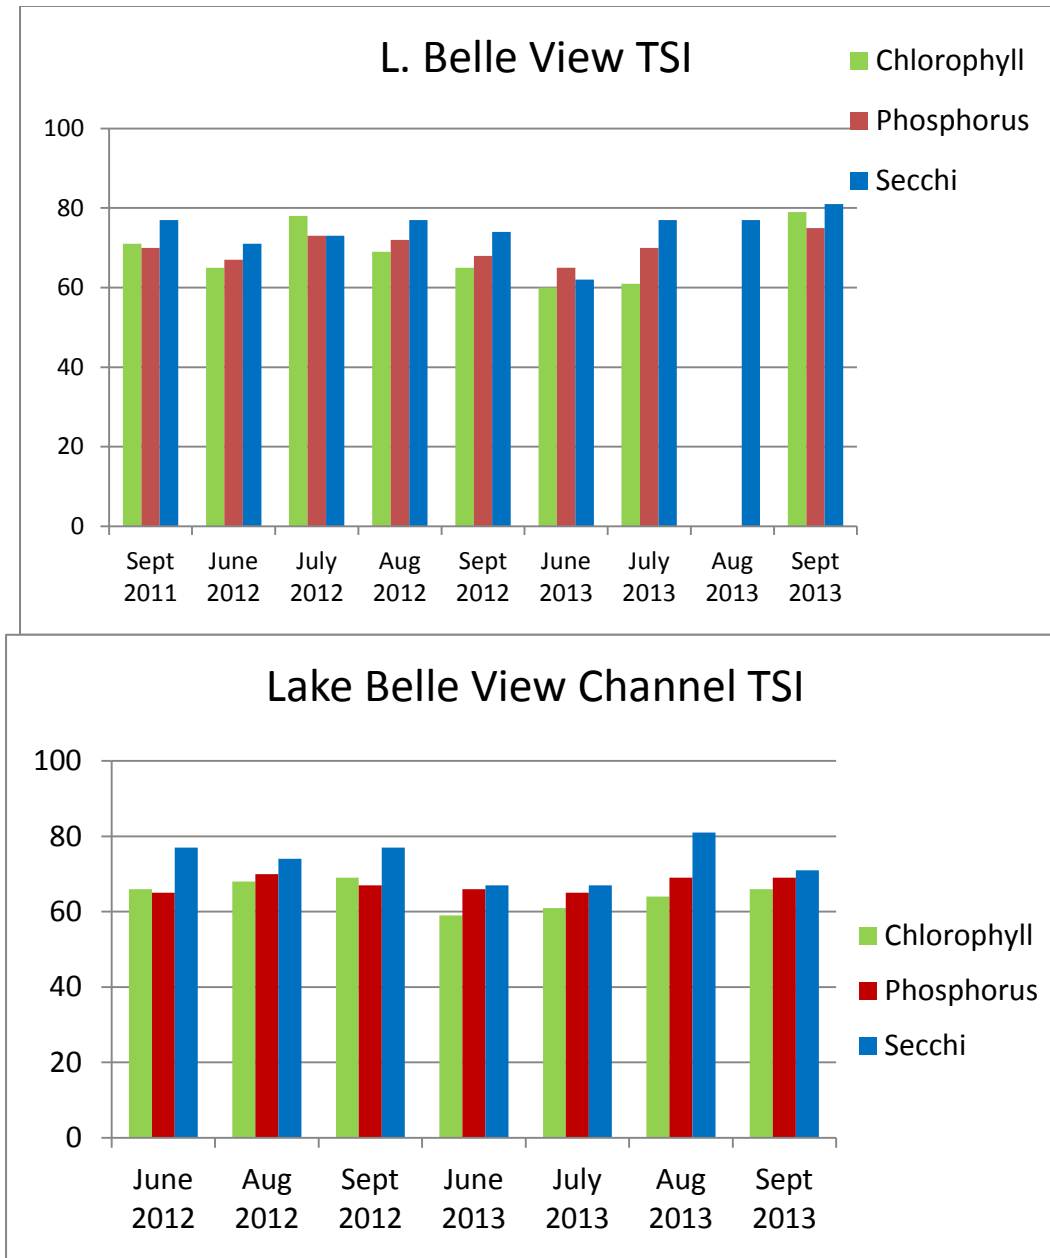 L. Belle View TSI
Chlorophyll
Phosphorus
Secchi
100
80
60
40
20
0
Sept June July Aug Sept June July Aug Sept
2011 2012 2012 2012 2012 2013 2013 2013 2013
Lake Belle View Channel TSI
100
80
60
40
20
0
Chlorophyll
Phosphorus
Secchi
June Aug Sept June July Aug Sept
2012 2012 2012 2013 2013 2013 2013